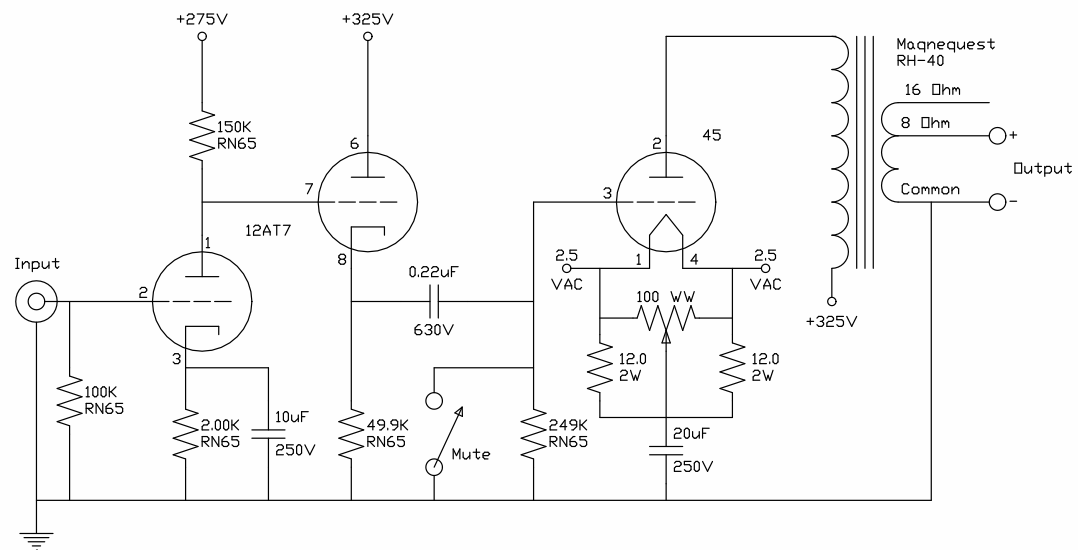 +275V
+325V
Magnequest
RH-40
16 Ohm
150K
RN65
8 Ohm
+
6
2
45
Output
7
3
Common
-
12AT7
1
8
1
4
2.5
VAC
2.5
VAC
Input
0.22uF
2
100 WW
630V
+325V
3
12.0
2W
12.0
2W
100K
RN65
2.00K
RN65
10uF
250V
49.9K
RN65
Mute
249K
RN65
20uF
250V